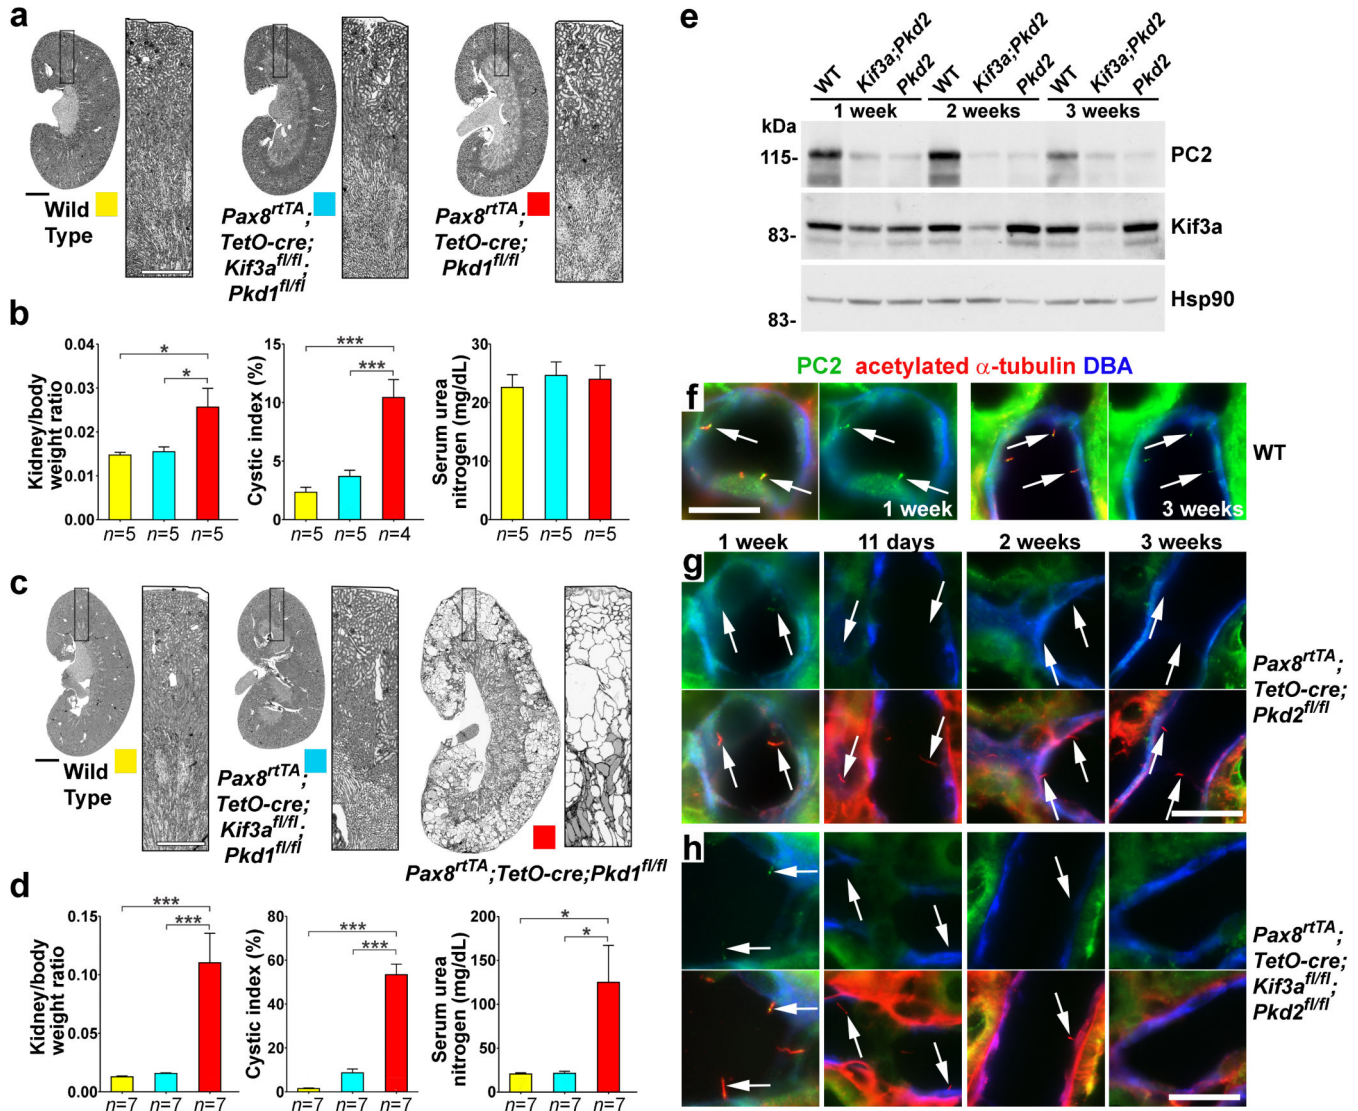 a
Wild
Type
Pax8rtTA;
TetO-cre;
Kif3afl/fl;
Pkd1fl/fl
Pax8rtTA;
TetO-cre;
Pkd1fl/fl
b
Kidney/body
weight ratio
0.04
0.03
0.02
0.01
0.00
*
*
n=5 n=5 n=5
Cystic index (%)
15
10
5
0
***
***
n=5 n=5 n=4
Serum urea
nitrogen (mg/dL)
30
20
10
0
n=5 n=5 n=5
c
Wild
Type
Pax8rtTA;
TetO-cre;
Kif3afl/fl;
Pkd1fl/fl
Pax8rtTA;TetO-cre;Pkd1fl/fl
d
Kidney/body
weight ratio
0.15
0.10
0.05
0.00
***
***
n=7 n=7 n=7
Cystic index (%)
80
60
40
20
0
***
***
n=7 n=7 n=7
Serum urea
nitrogen (mg/dL)
200
150
100
50
0
*
*
n=7 n=7 n=7
e
WT Kif3a;Pkd2 Pkd2 WT Kif3a;Pkd2 Pkd2 WT Kif3a;Pkd2 Pkd2
1 week 2 weeks 3 weeks
kDa
115- PC2
83- Kif3a
83- Hsp90
PC2 acetylated α-tubulin DBA
f
1 week
3 weeks
WT
1 week 11 days 2 weeks 3 weeks
g
Pax8rtTA;
TetO-cre;
Pkd2fl/fl
h
Pax8rtTA;
TetO-cre;
Kif3afl/fl;
Pkd2fl/fl